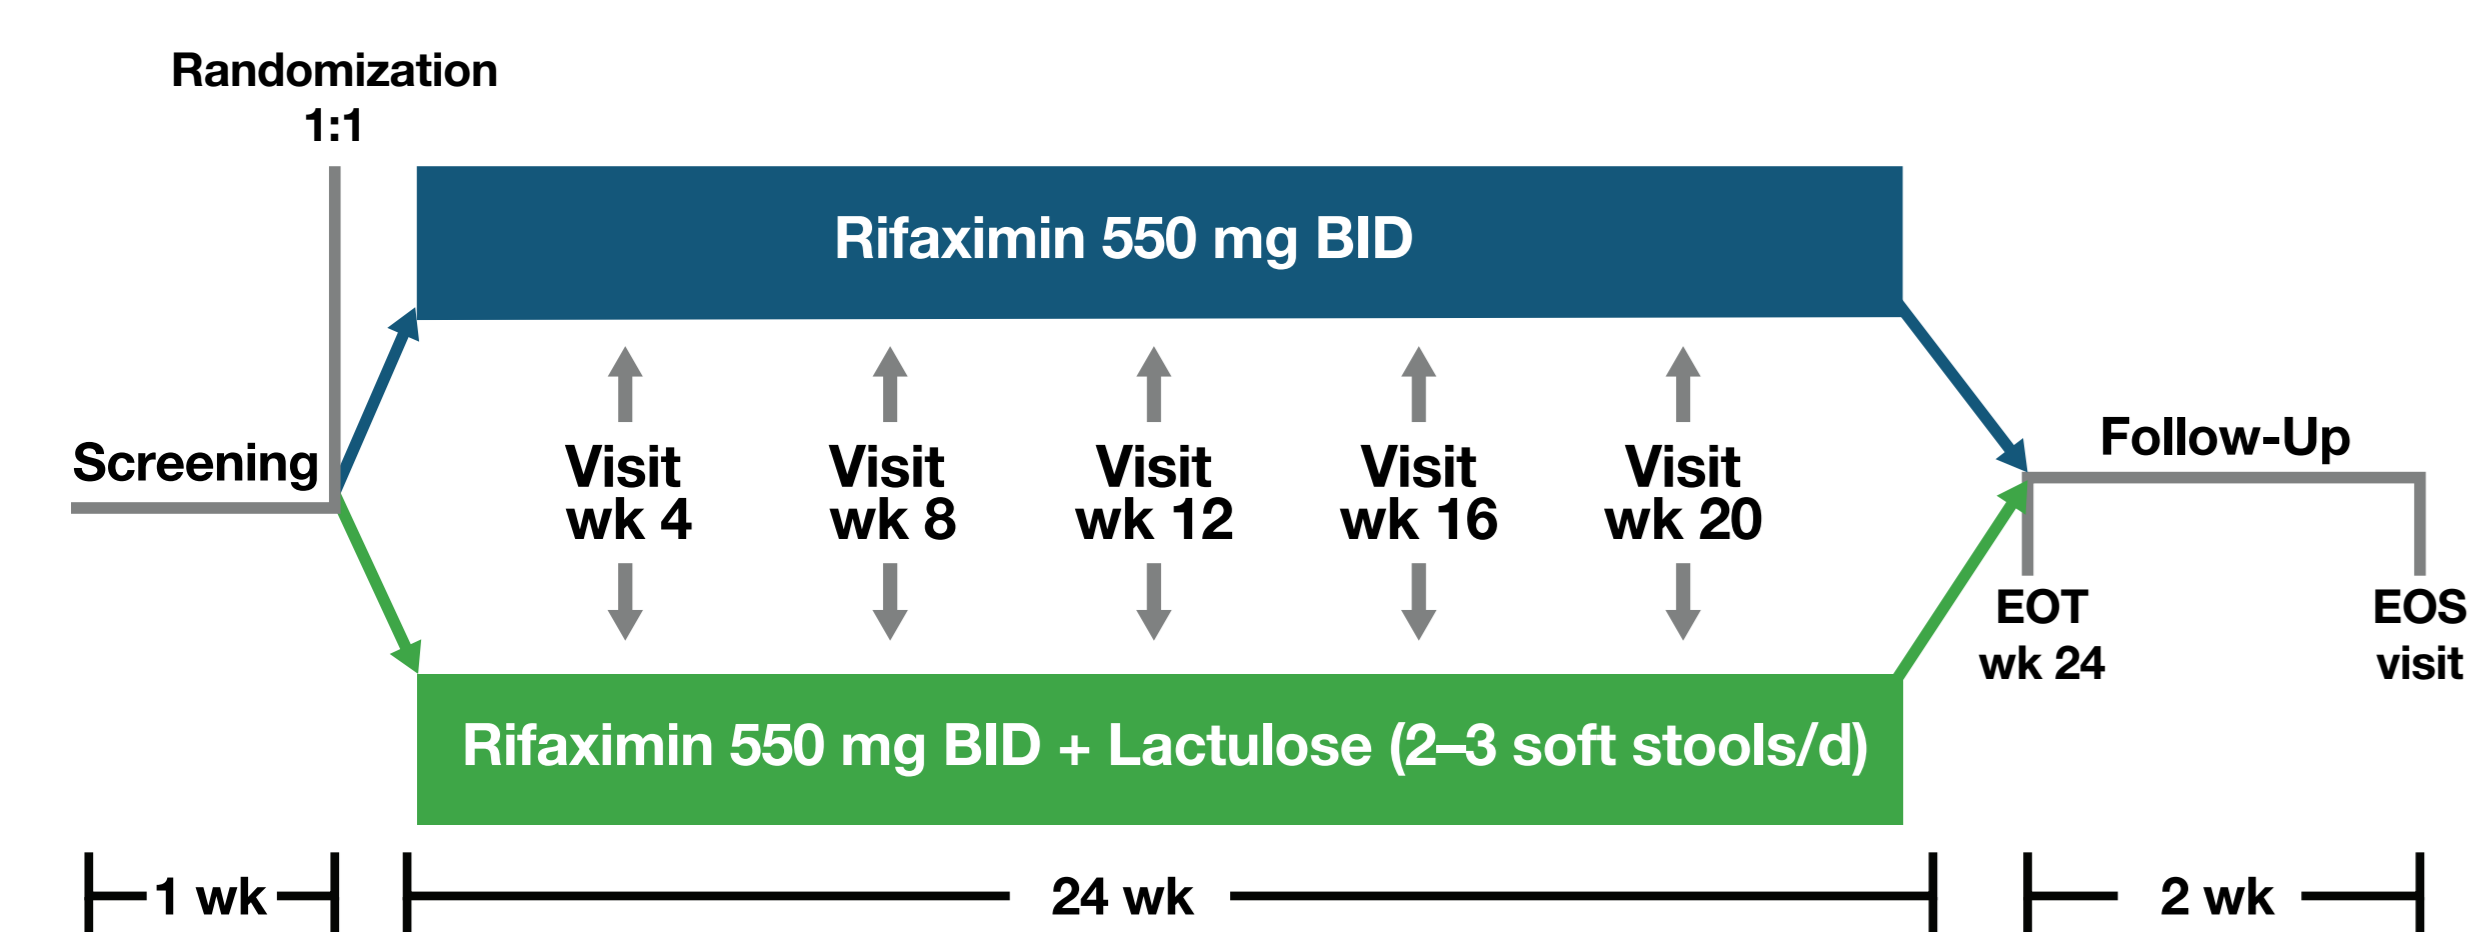 Randomization
1:1
Rifaximin 550 mg BID
Screening
Visit
wk 4
Visit
wk 8
Visit
wk 12
Visit
wk 16
Visit
wk 20
Follow-Up
EOT
wk 24
EOS
visit
Rifaximin 550 mg BID + Lactulose (2–3 soft stools/d)
1 wk
24 wk
2 wk